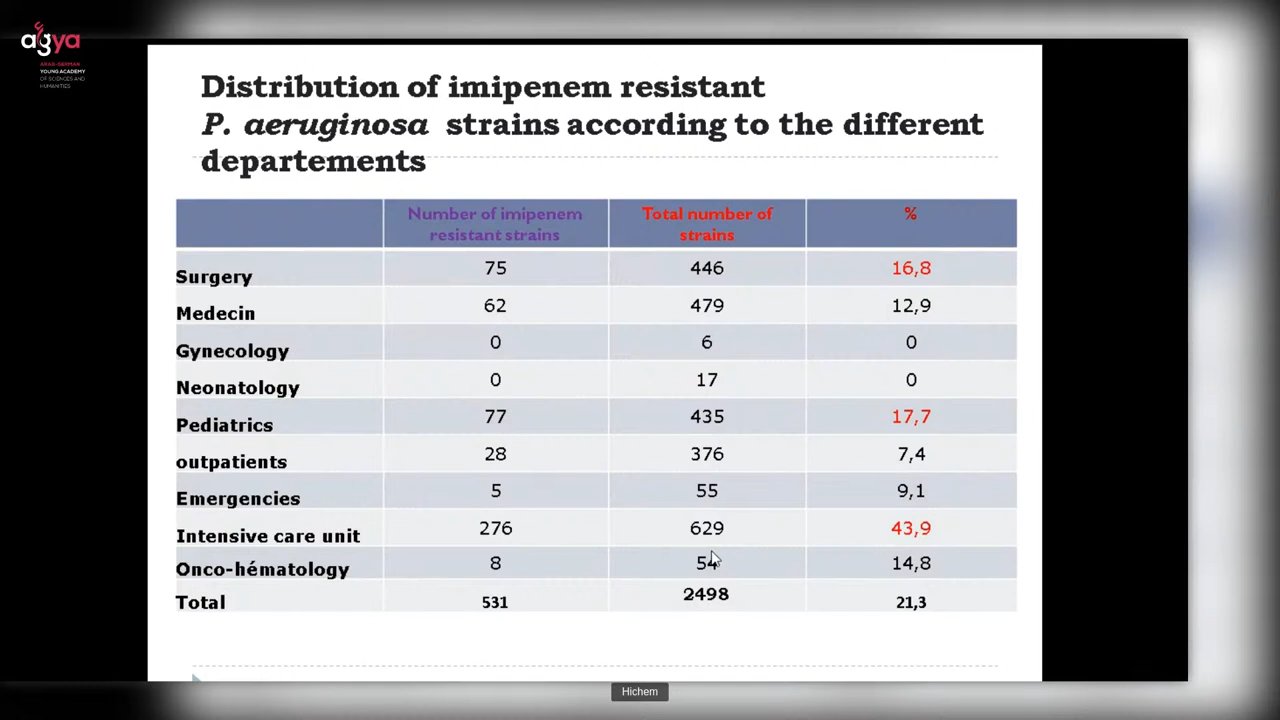 agya
ARAB-GERMAN
YOUNG ACADEMY
OF SCIENCES AND
HUMANITIES
Distribution of imipenem resistant
P. aeruginosa strains according to the different
departements
Number of imipenem resistant strains Total number of strains %
Surgery 75 446 16,8
Medecin 62 479 12,9
Gynecology 0 6 0
Neonatology 0 17 0
Pediatrics 77 435 17,7
outpatients 28 376 7,4
Emergencies 5 55 9,1
Intensive care unit 276 629 43,9
Onco-hématology 8 54 14,8
Total 531 2498 21,3
Hichem